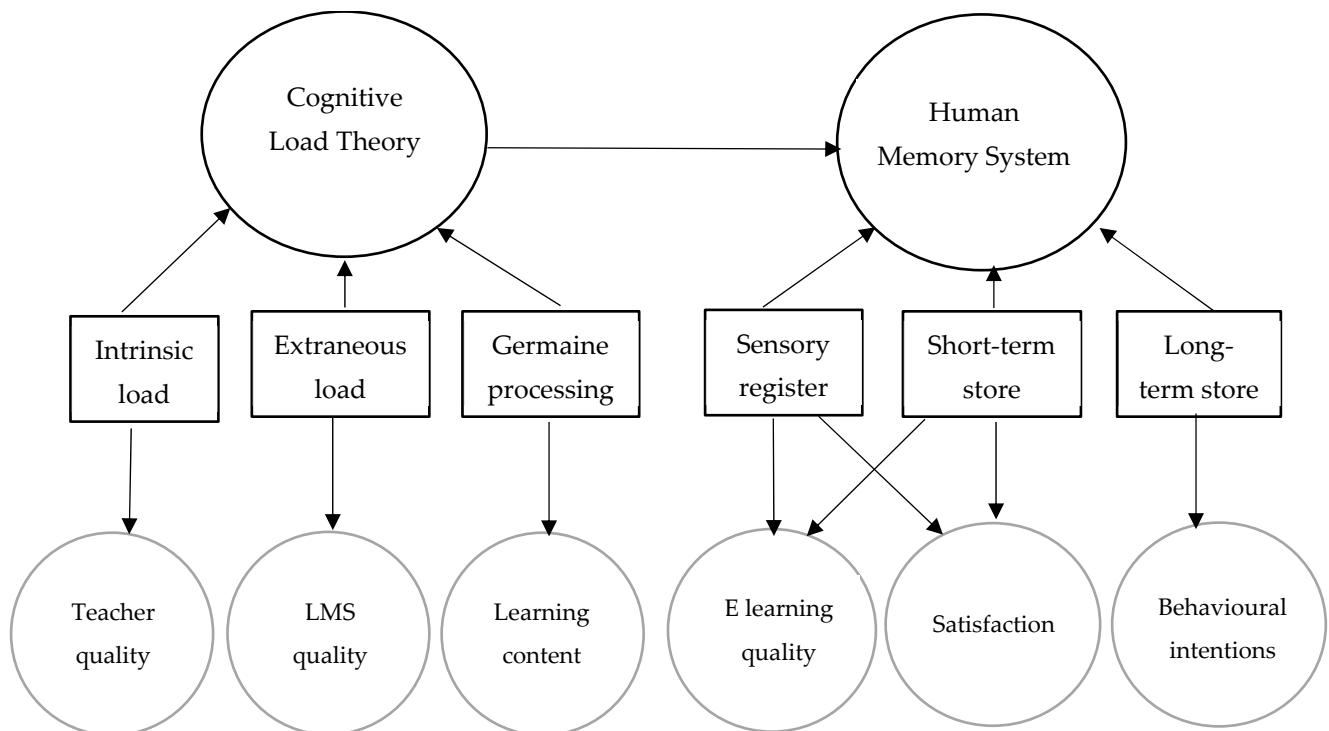 Cognitive
Load Theory
Human
Memory System
Intrinsic
load
Extraneous
load
Germaine
processing
Sensory
register
Short-term
store
Long-
term store
Teacher
quality
LMS
quality
Learning
content
E learning
quality
Satisfaction
Behavioural
intentions